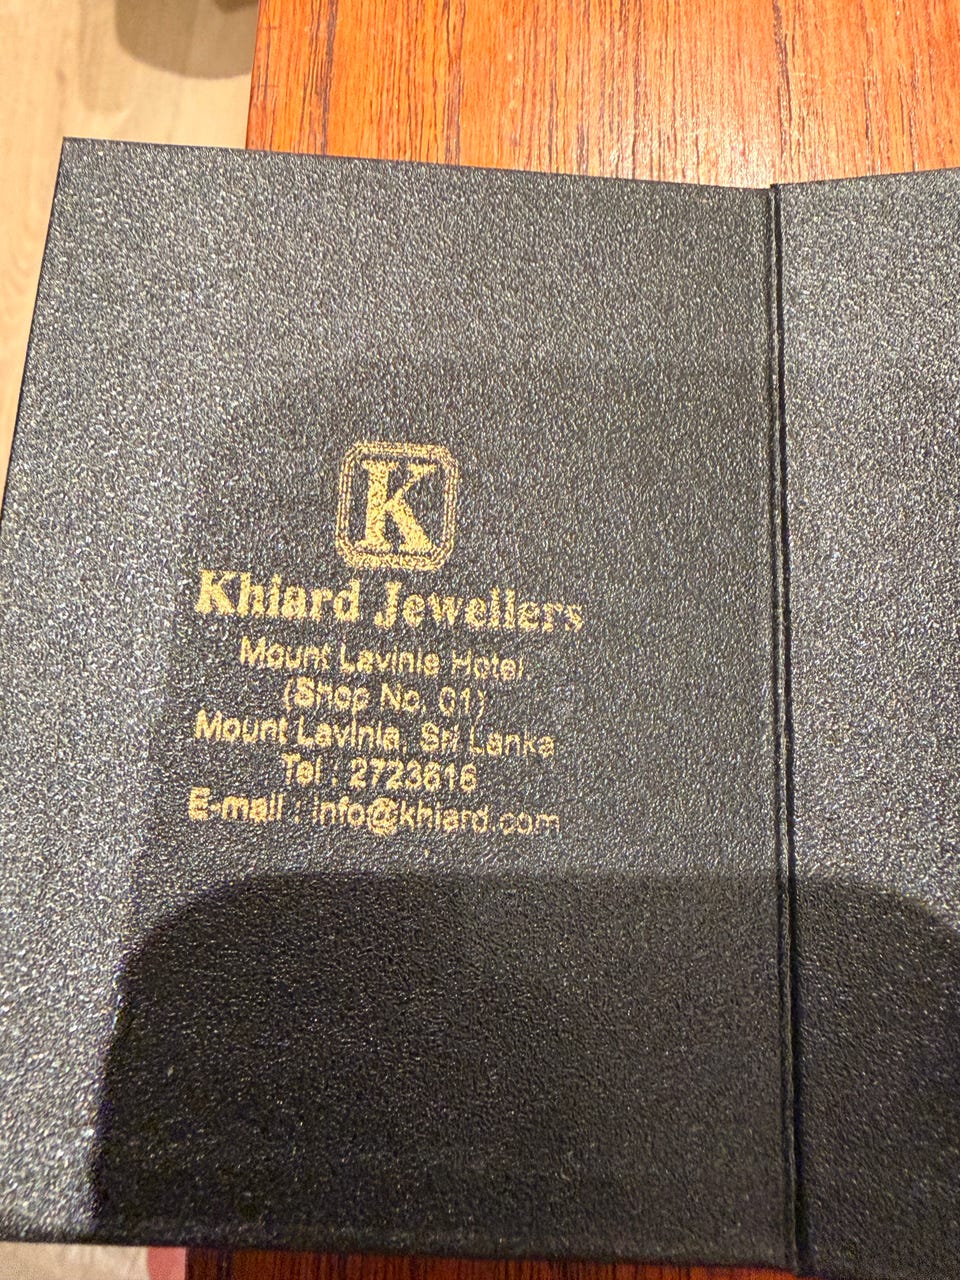 K
Khiard Jewellers
Mount Lavinia Hotel
(Shop No. 01)
Mount Lavinia, Sri Lanka
Tel : 2723616
E-mail : info@khiard.com